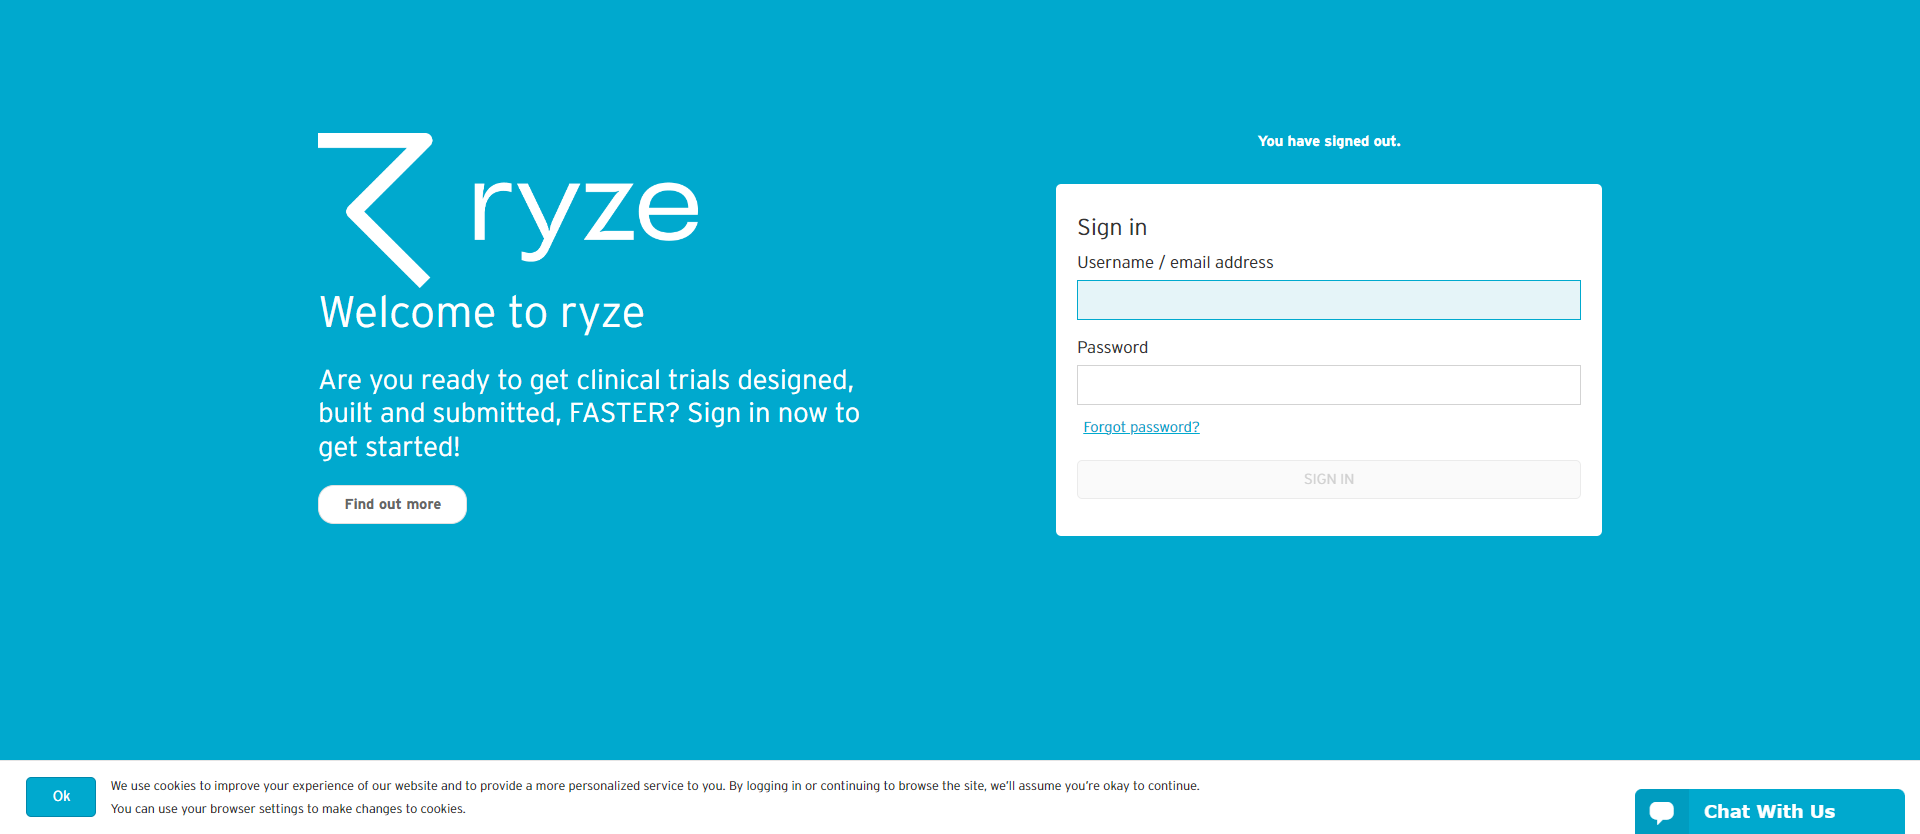 ryze
Welcome to ryze
Are you ready to get clinical trials designed,
built and submitted, FASTER? Sign in now to
get started!
Find out more
You have signed out.
Sign in
Username / email address
Password
Forgot password?
SIGN IN
Ok
We use cookies to improve your experience of our website and to provide a more personalized service to you. By logging in or continuing to browse the site, we'll assume you're okay to continue.
You can use your browser settings to make changes to cookies.
Chat With Us